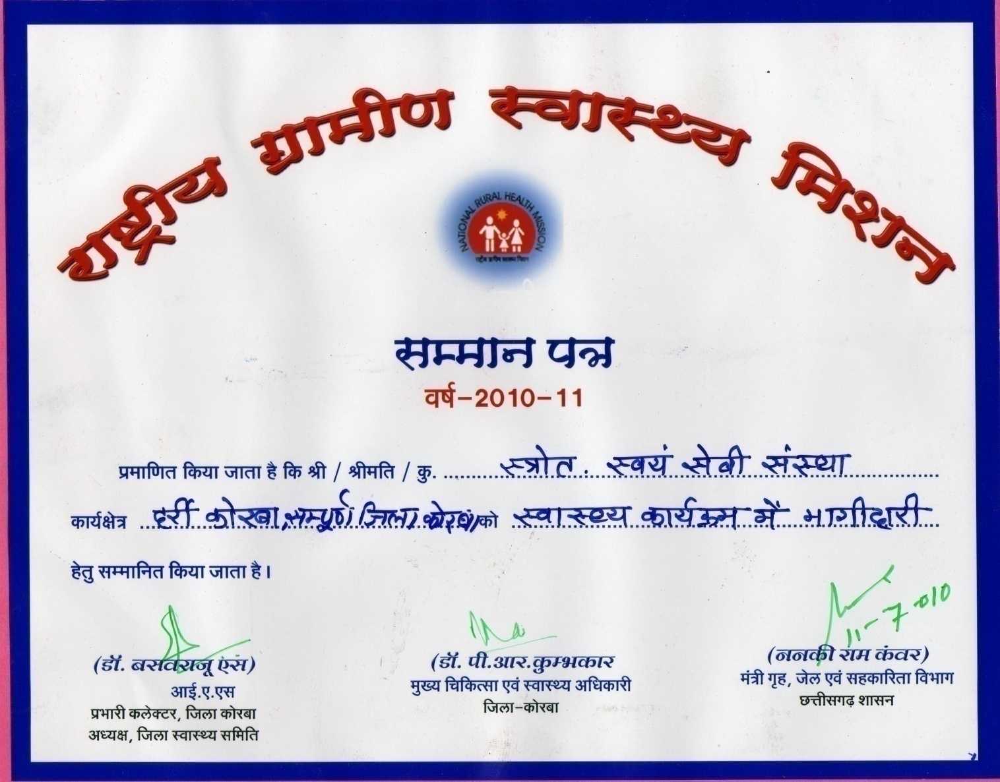 राष्ट्रीय ग्रामीण स्वास्थ्य मिशन
NATIONAL RURAL HEALTH MISSION
राष्ट्रीय ग्रामीण स्वास्थ्य मिशन
सम्मान पत्र
वर्ष-2010-11
प्रमाणित किया जाता है कि श्री / श्रीमति / कु. स्त्रोत. स्वयं सेवी संस्था
कार्यक्षेत्र दर्री कोरबा, सम्पूर्ण जिला कोरबा को स्वास्थ्य कार्यक्रम में भागीदारी
हेतु सम्मानित किया जाता है।
11-7-010
(डॉ. बसवराजू एस)
आई.ए.एस
प्रभारी कलेक्टर, जिला कोरबा
अध्यक्ष, जिला स्वास्थ्य समिति
(डॉ. पी.आर.कुम्भकार
मुख्य चिकित्सा एवं स्वास्थ्य अधिकारी
जिला-कोरबा
(ननकी राम कंवर)
मंत्री गृह, जेल एवं सहकारिता विभाग
छत्तीसगढ़ शासन